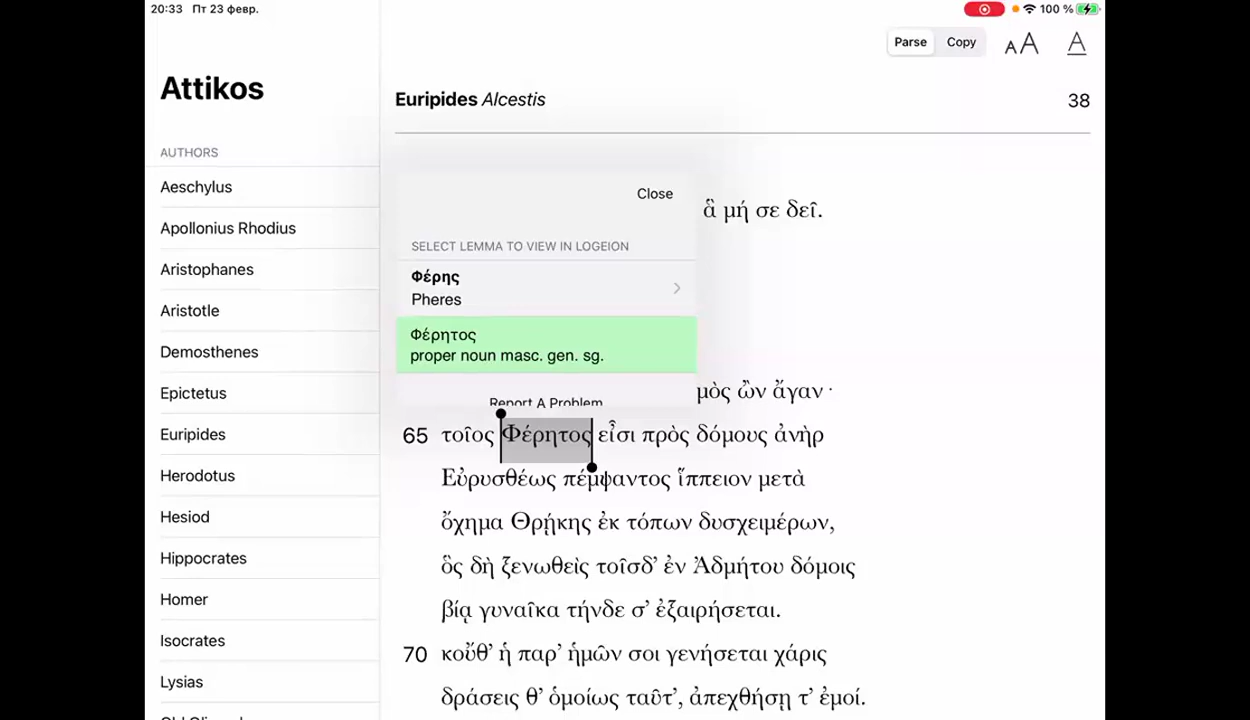 20:33 Пт 23 февр.
100 %
Parse Copy AA A
Attikos
Euripides Alcestis 38
AUTHORS
Aeschylus
Apollonius Rhodius
Aristophanes
Aristotle
Demosthenes
Epictetus
Euripides
Herodotus
Hesiod
Hippocrates
Homer
Isocrates
Lysias
ἃ μή σε δεῖ.
Close
SELECT LEMMA TO VIEW IN LOGEION
Φέρης
Pheres
Φέρητος
proper noun masc. gen. sg.
Report A Problem
μὸς ὢν ἄγαν·
65 τοῖος Φέρητος εἶσι πρὸς δόμους ἀνὴρ
Εὐρυσθέως πέμψαντος ἵππειον μετὰ
ὄχημα Θρῄκης ἐκ τόπων δυσχειμέρων,
ὃς δὴ ξενωθεὶς τοῖσδ’ ἐν Ἀδμήτου δόμοις
βίᾳ γυναῖκα τήνδε σ’ ἐξαιρήσεται.
70 κοὔθ’ ἡ παρ’ ἡμῶν σοι γενήσεται χάρις
δράσεις θ’ ὁμοίως ταῦτ’, ἀπεχθήσῃ τ’ ἐμοί.